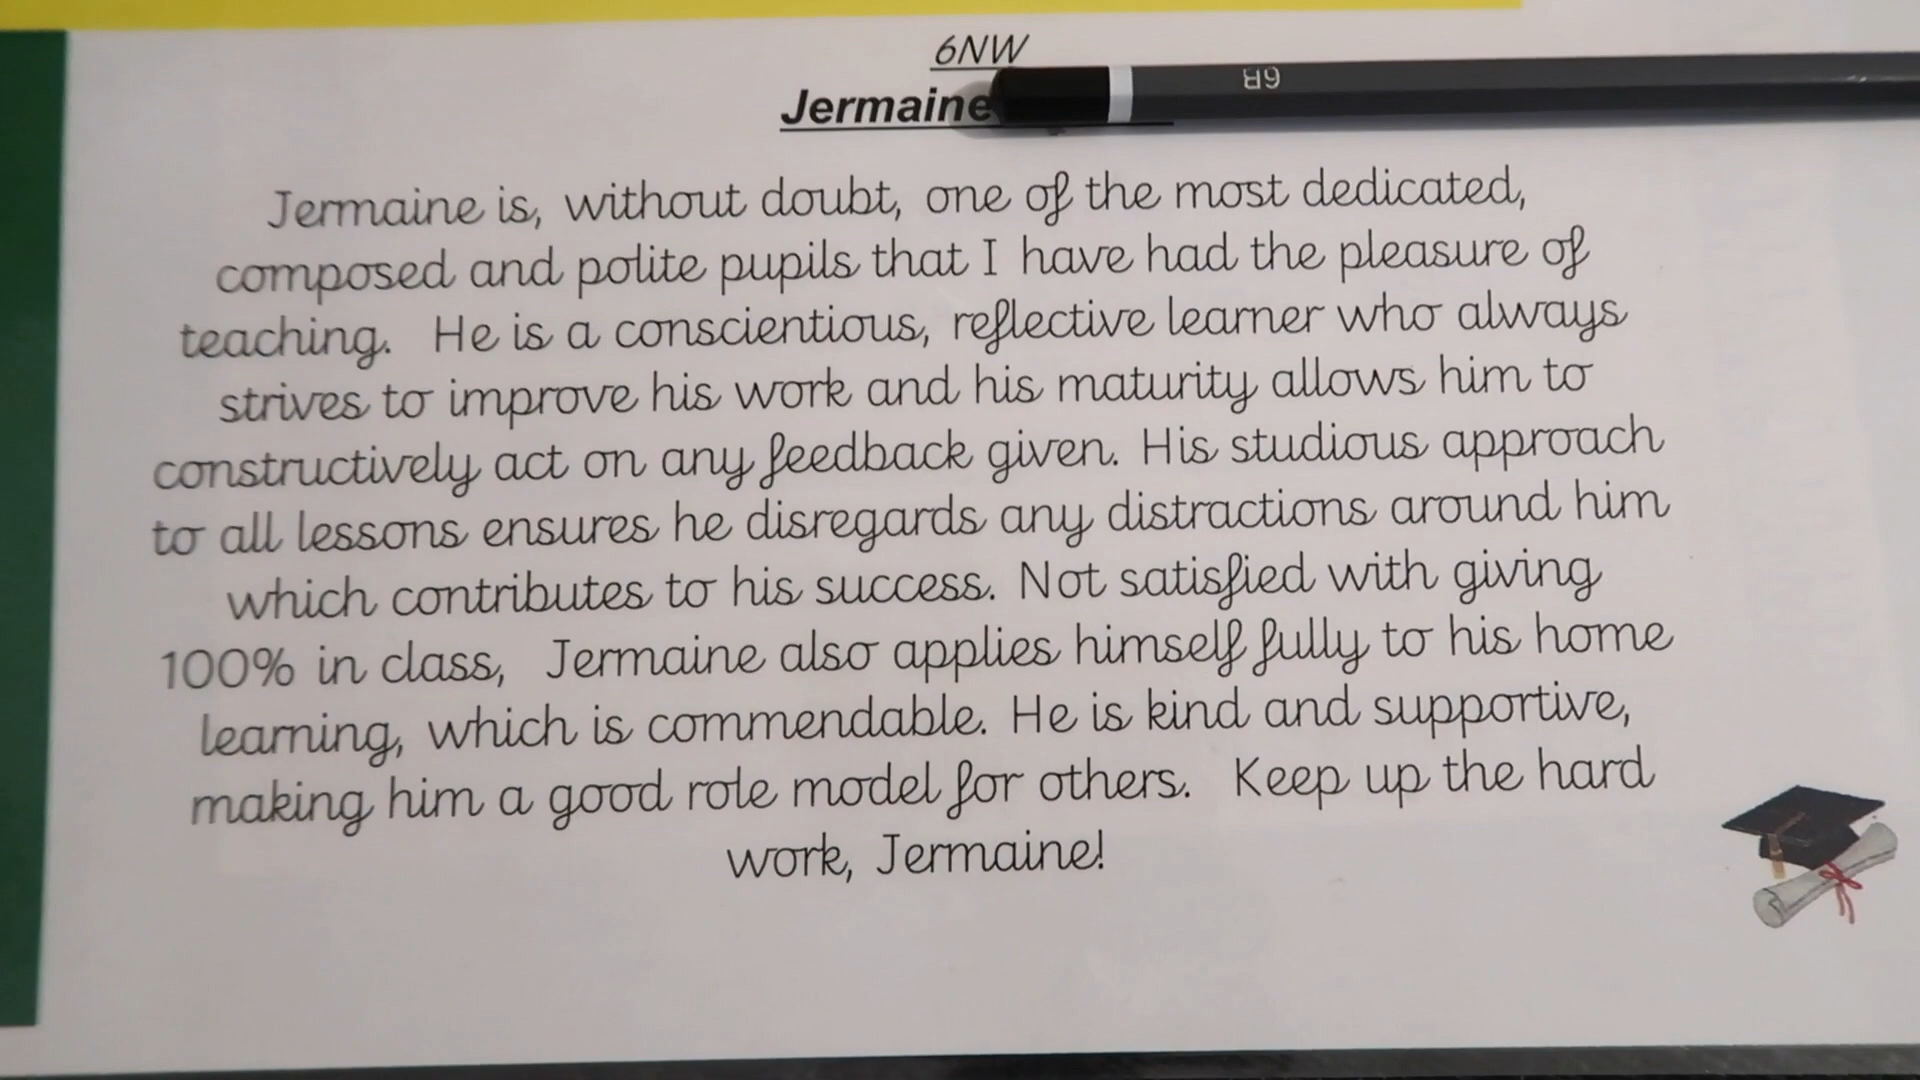 6NW
6B
Jermaine
Jermaine is, without doubt, one of the most dedicated,
composed and polite pupils that I have had the pleasure of
teaching. He is a conscientious, reflective learner who always
strives to improve his work and his maturity allows him to
constructively act on any feedback given. His studious approach
to all lessons ensures he disregards any distractions around him
which contributes to his success. Not satisfied with giving
100% in class, Jermaine also applies himself fully to his home
learning, which is commendable. He is kind and supportive,
making him a good role model for others. Keep up the hard
work, Jermaine!